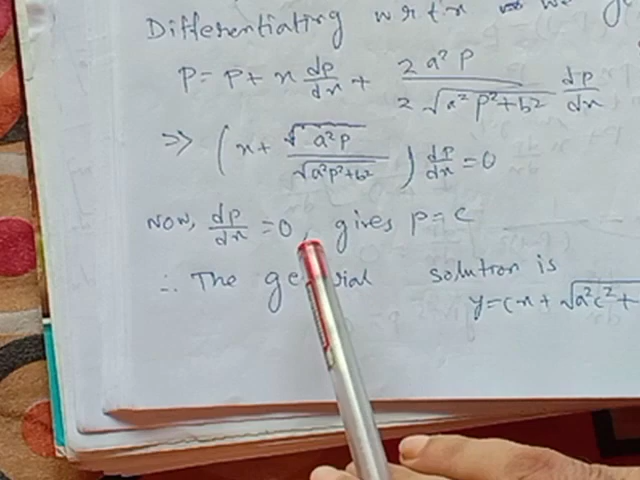 Differentiating w r t x we
P = P + x dp/dx + 2a²P / 2√a²p²+b² dp/dx
=> (x + √a²p / √a²p²+b²) dp/dx = 0
Now, dp/dx = 0, gives p = c
∴ The general solution is
y = cx + √a²c² +